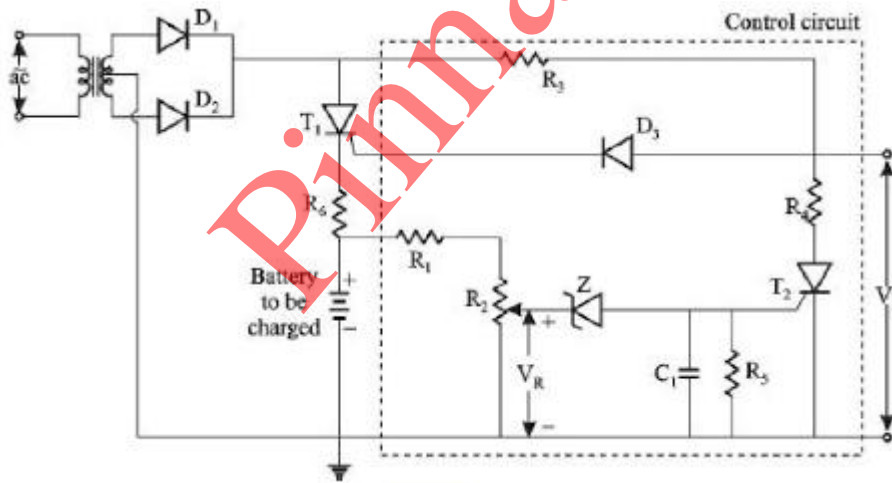 Control circuit
D1
R3
ac
D2
T1
D3
R6
R4
R1
Battery
to be
charged
+
−
R2
Z
T2
V
+
VR
−
C1
R5